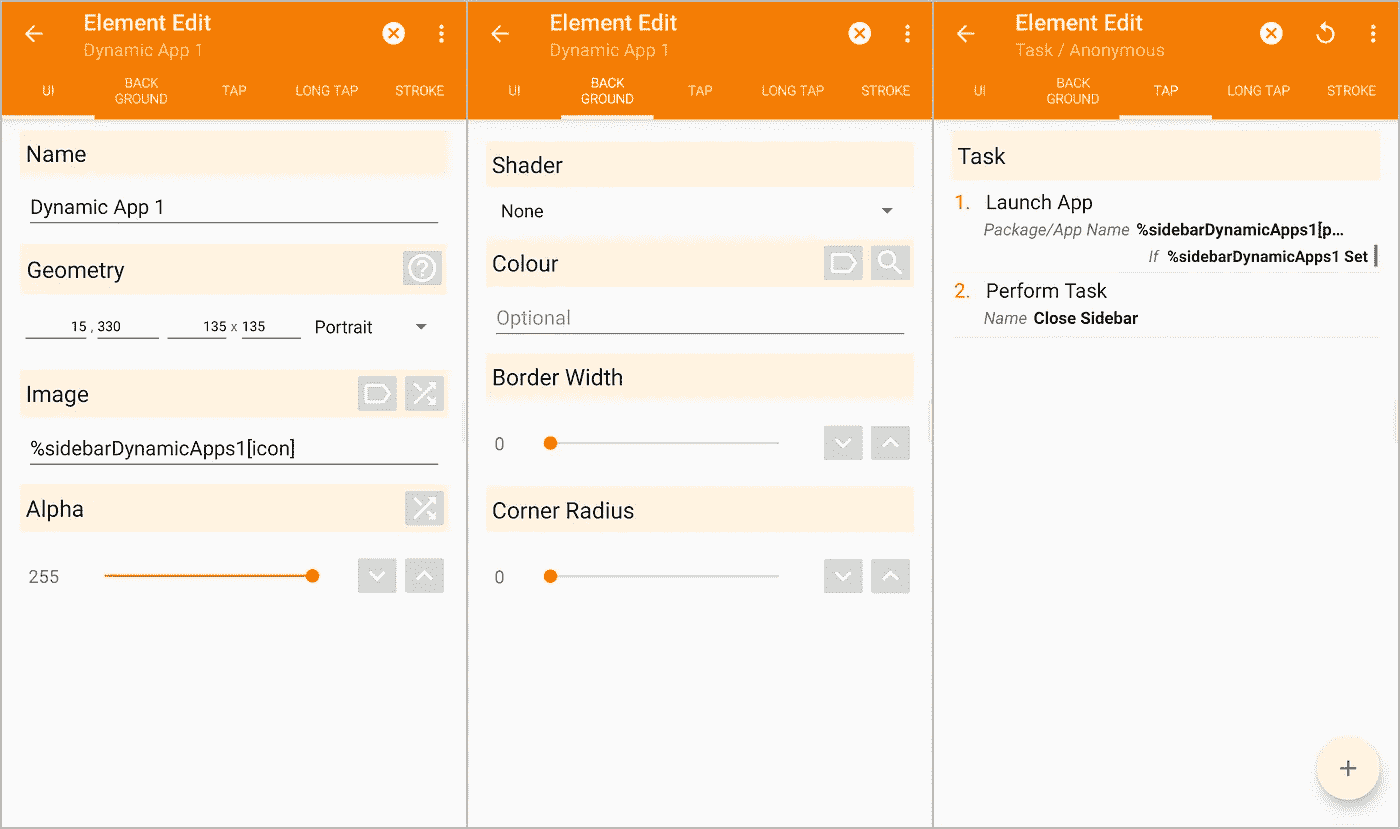 Element Edit
Dynamic App 1
UI
BACK
GROUND
TAP
LONG TAP
STROKE
Name
Dynamic App 1
Geometry
15 , 330
135 x 135
Portrait
Image
%sidebarDynamicApps1[icon]
Alpha
255
Element Edit
Dynamic App 1
UI
BACK
GROUND
TAP
LONG TAP
STROKE
Shader
None
Colour
Optional
Border Width
0
Corner Radius
0
Element Edit
Task / Anonymous
UI
BACK
GROUND
TAP
LONG TAP
STROKE
Task
1. Launch App
Package/App Name %sidebarDynamicApps1[p...
If %sidebarDynamicApps1 Set
2. Perform Task
Name Close Sidebar